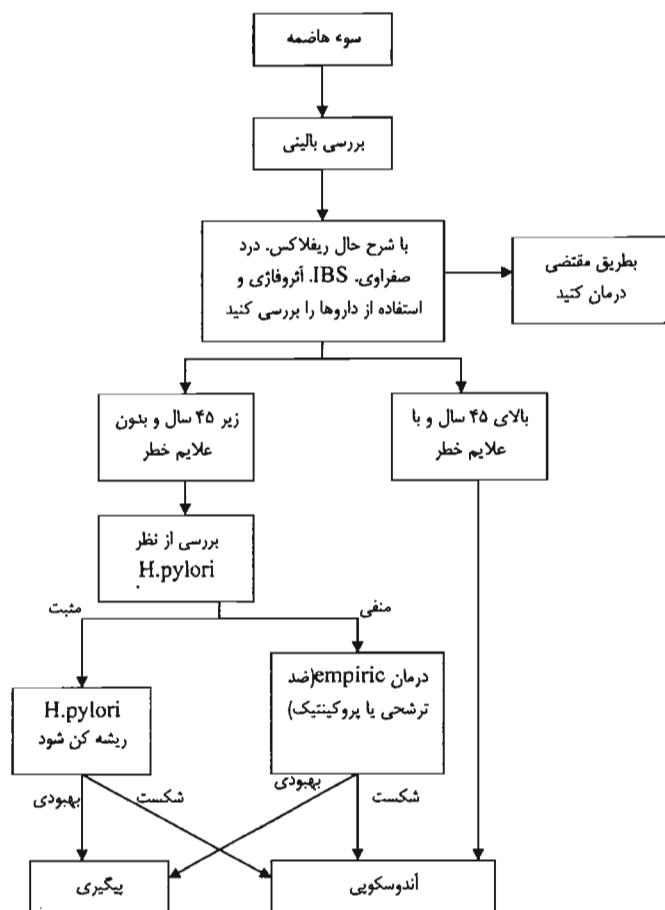 سوء هاضمه
بررسی بالینی
با شرح حال ریفلاکس. درد
صفراوی. IBS. آئروفاژی و
استفاده از داروها را بررسی کنید
بطریق مقتضی
درمان کنید
زیر ۴۵ سال و بدون
علایم خطر
بالای ۴۵ سال و با
علایم خطر
بررسی از نظر
H.pylori
مثبت
منفی
H.pylori
ریشه کن شود
درمان empiric(ضد
ترشحی یا پروکینتیک)
بهبودی
شکست
بهبودی
شکست
پیگیری
آندوسکوپی